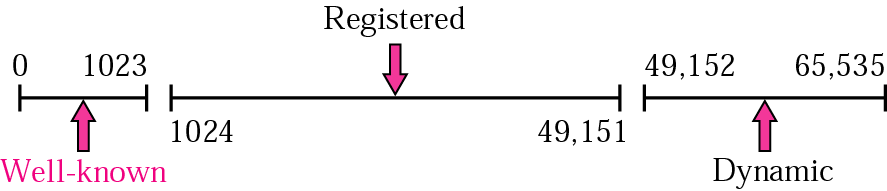 Registered
0 1023 49,152 65,535
1024 49,151
Well-known Dynamic